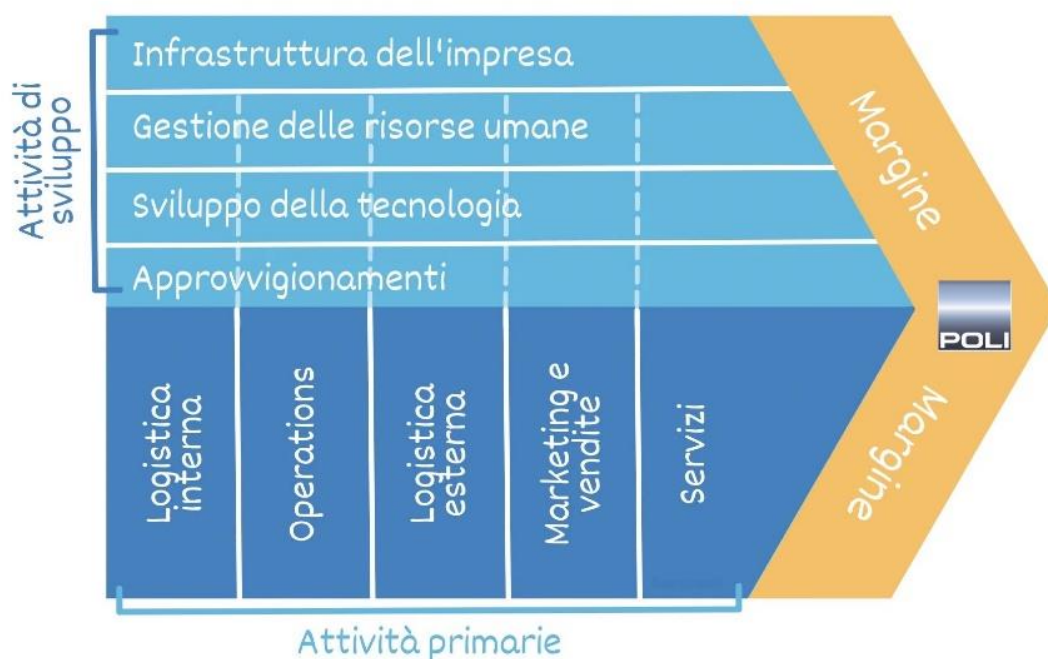 Attività di
sviluppo
Infrastruttura dell'impresa
Gestione delle risorse umane
Sviluppo della tecnologia
Approvvigionamenti
Logistica
interna
Operations
Logistica
esterna
Marketing e
vendite
Servizi
Margine
POLI
Margine
Attività primarie